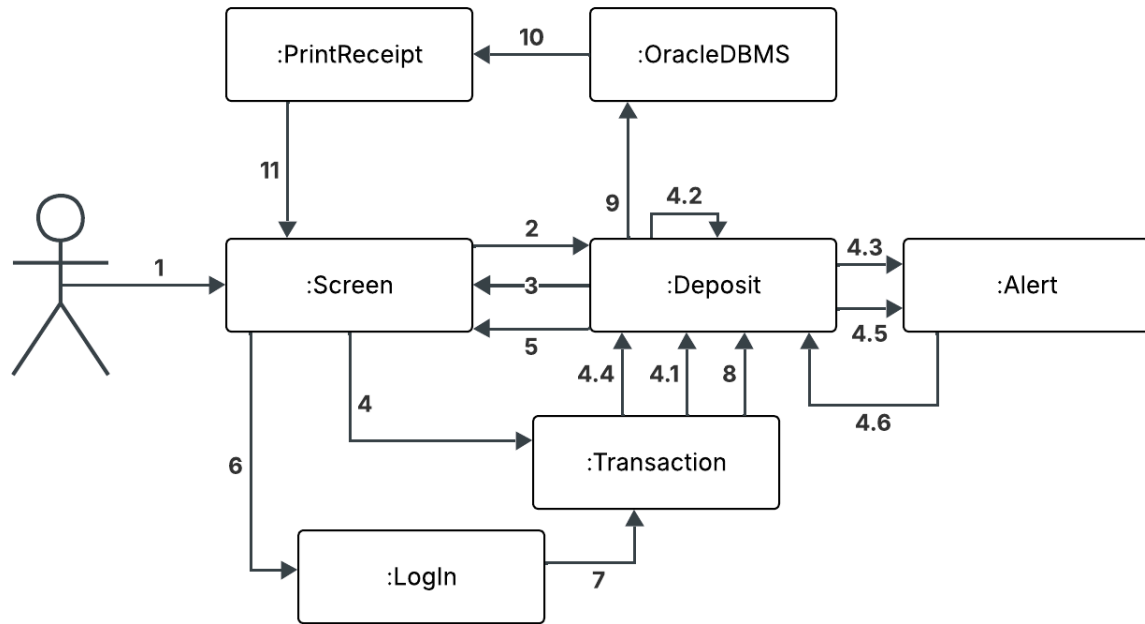 10
:PrintReceipt
:OracleDBMS
11
9
4.2
1
2
4.3
:Screen
3
:Deposit
:Alert
5
4.5
4.4
4.1
8
4
4.6
6
:Transaction
:LogIn
7